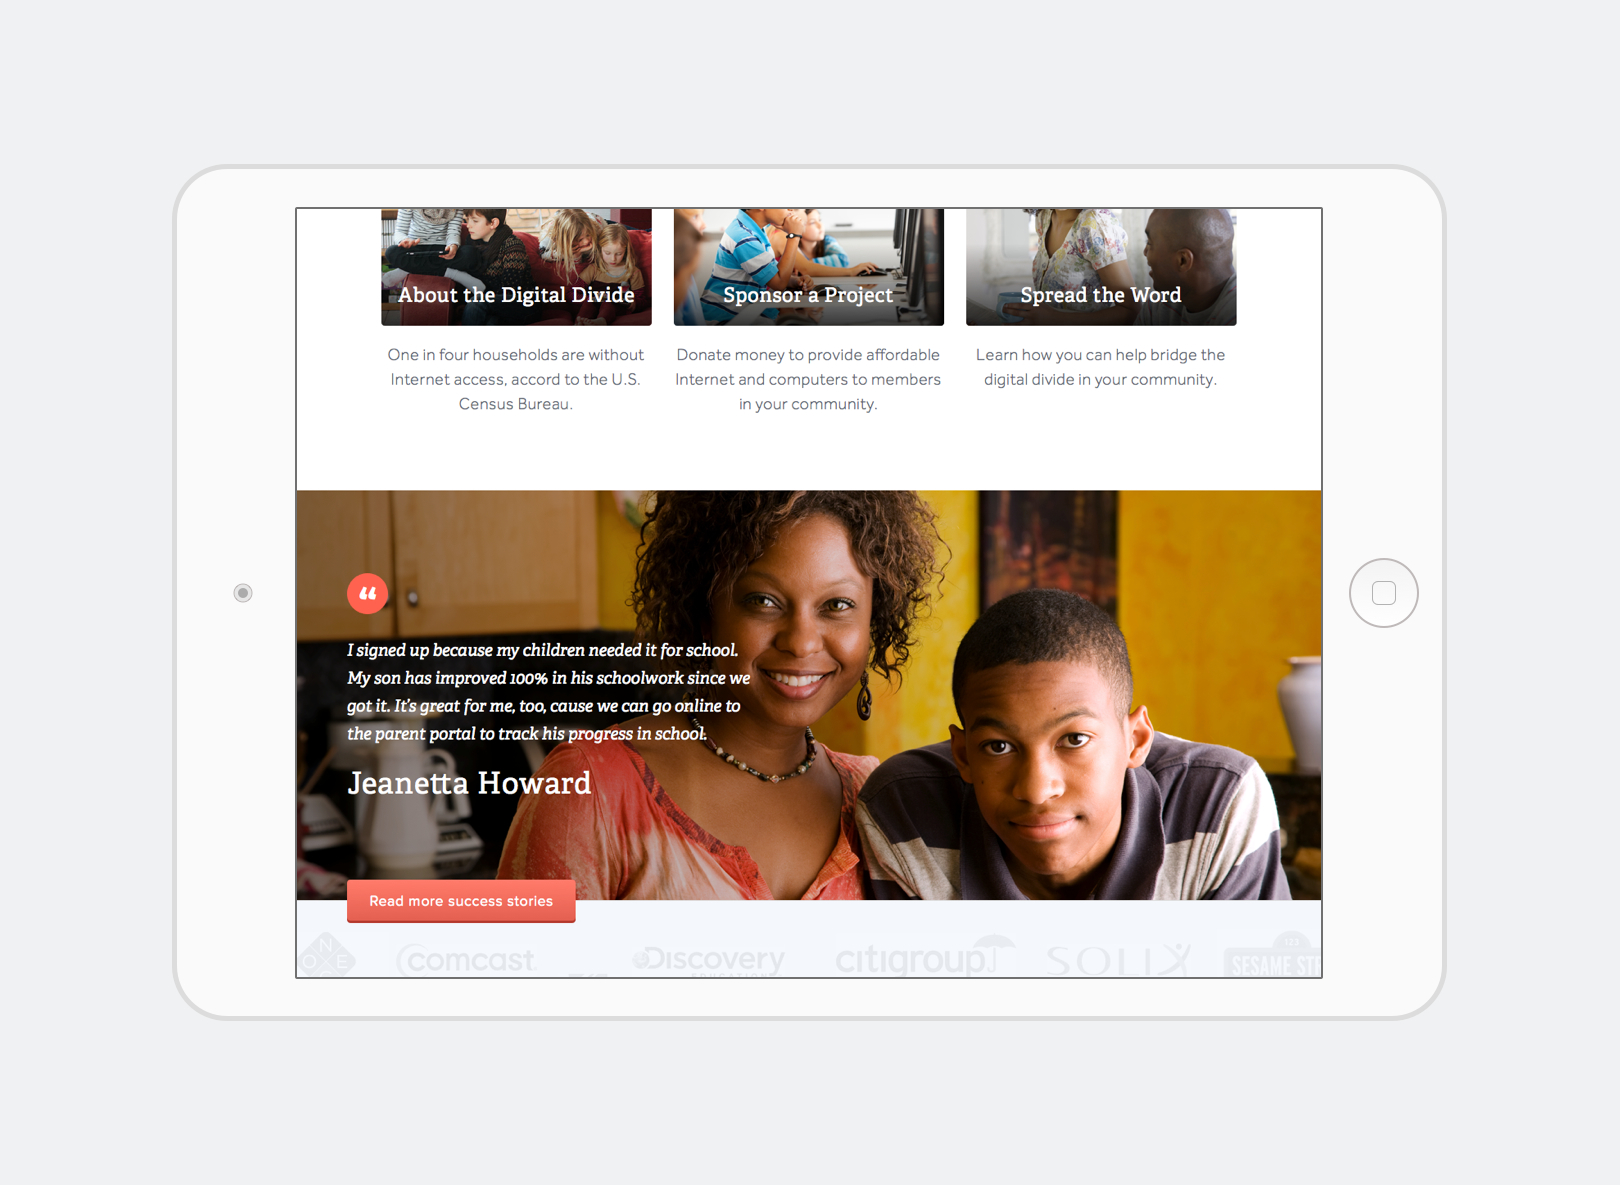 About the Digital Divide
Sponsor a Project
Spread the Word
One in four households are without
Internet access, accord to the U.S.
Census Bureau.
Donate money to provide affordable
Internet and computers to members
in your community.
Learn how you can help bridge the
digital divide in your community.
“
I signed up because my children needed it for school.
My son has improved 100% in his schoolwork since we
got it. It’s great for me, too, cause we can go online to
the parent portal to track his progress in school.
Jeanetta Howard
Read more success stories
N
O E
Comcast
Discovery
EDUCATION
citigroup
SOLIX
123
SESAME